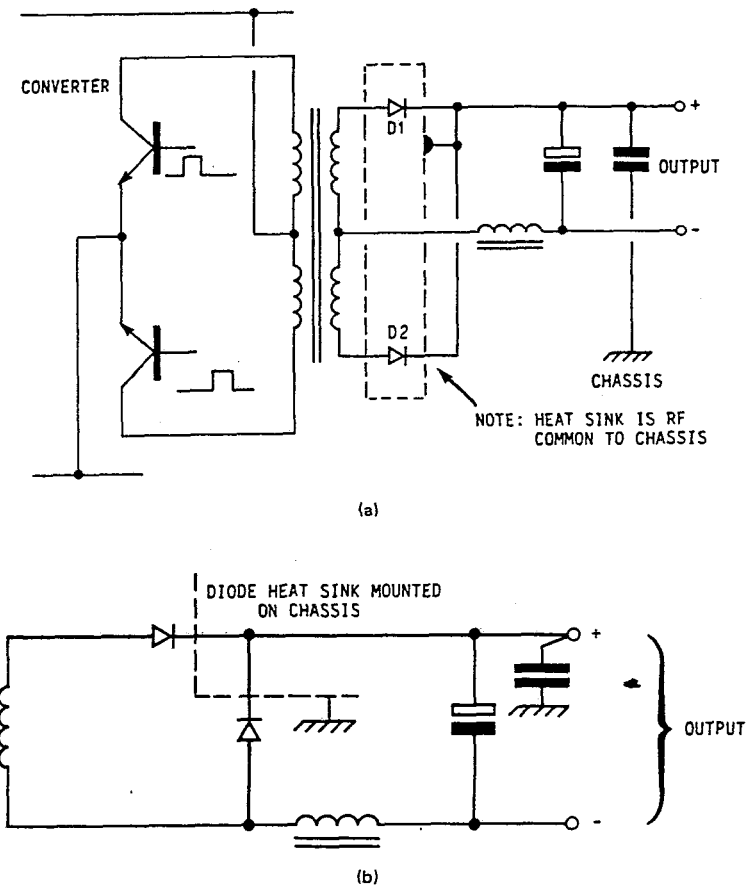 CONVERTER
D1
+
OUTPUT
-
D2
CHASSIS
NOTE: HEAT SINK IS RF
COMMON TO CHASSIS
(a)
DIODE HEAT SINK MOUNTED
ON CHASSIS
+
OUTPUT
-
(b)